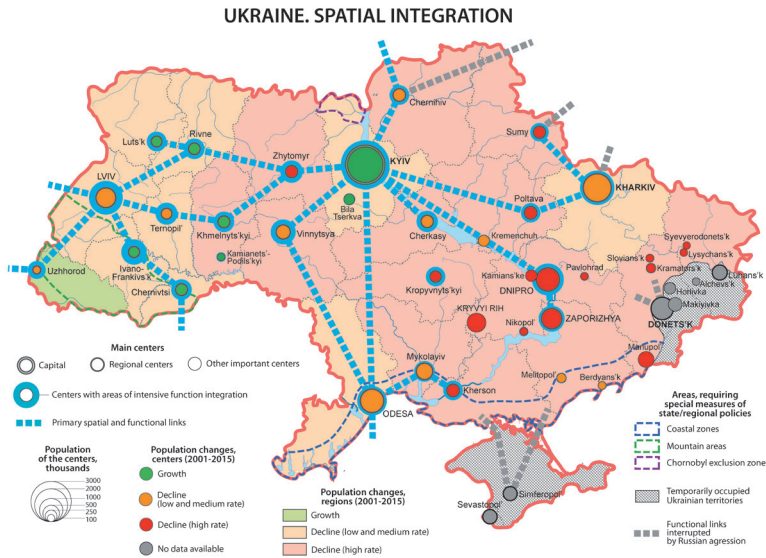 UKRAINE. SPATIAL INTEGRATION
Chernihiv
Sumy
Luts'k
Rivne
Zhytomyr
KYIV
KHARKIV
LVIV
Poltava
Ternopil'
Khmelnyts'kyi
Bila
Tserkva
Vinnytsya
Cherkasy
Kremenchuh
Syevyerodonets'k
Slovians'k
Lysychans'k
Uzhhorod
Ivano-
Frankivs'k
Kamianets'-
Podils'kyi
Chernivtsi
Kramators'k
Luhans'k
Alchevs'k
Horlivka
Makiyivka
Kropyvnyts'kyi
Kamians'ke
Pavlohrad
DNIPRO
KRYVYI RIH
Nikopol'
ZAPORIZHYA
DONETS'K
Mariupol'
Mykolayiv
Melitopol'
Berdyans'k
Kherson
ODESA
Simferopol'
Sevastopol'
Main centers
Capital
Regional centers
Other important centers
Centers with areas of intensive function integration
Primary spatial and functional links
Population
of the centers,
thousands
3000
2000
1000
500
250
100
Population changes,
centers (2001-2015)
Growth
Decline
(low and medium rate)
Decline (high rate)
No data available
Population changes,
regions (2001-2015)
Growth
Decline (low and medium rate)
Decline (high rate)
Areas, requiring
special measures of
state/regional policies
Coastal zones
Mountain areas
Chornobyl exclusion zone
Temporarily occupied
Ukrainian territories
Functional links
interrupted
by Russian agression